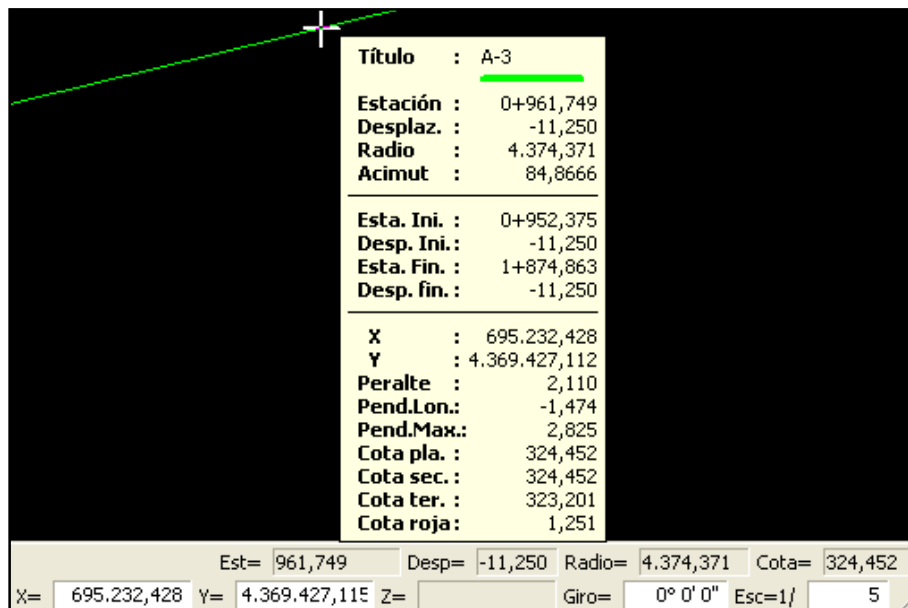 Título : A-3
Estación : 0+961,749
Desplaz. : -11,250
Radio : 4.374,371
Acimut : 84,8666
Esta. Ini. : 0+952,375
Desp. Ini. : -11,250
Esta. Fin. : 1+874,863
Desp. fin. : -11,250
X : 695.232,428
Y : 4.369.427,112
Peralte : 2,110
Pend.Lon.: -1,474
Pend.Max.: 2,825
Cota pla. : 324,452
Cota sec. : 324,452
Cota ter. : 323,201
Cota roja : 1,251
Est= 961,749 Desp= -11,250 Radio= 4.374,371 Cota= 324,452
X= 695.232,428 Y= 4.369.427,115 Z= Giro= 0° 0' 0" Esc=1/ 5